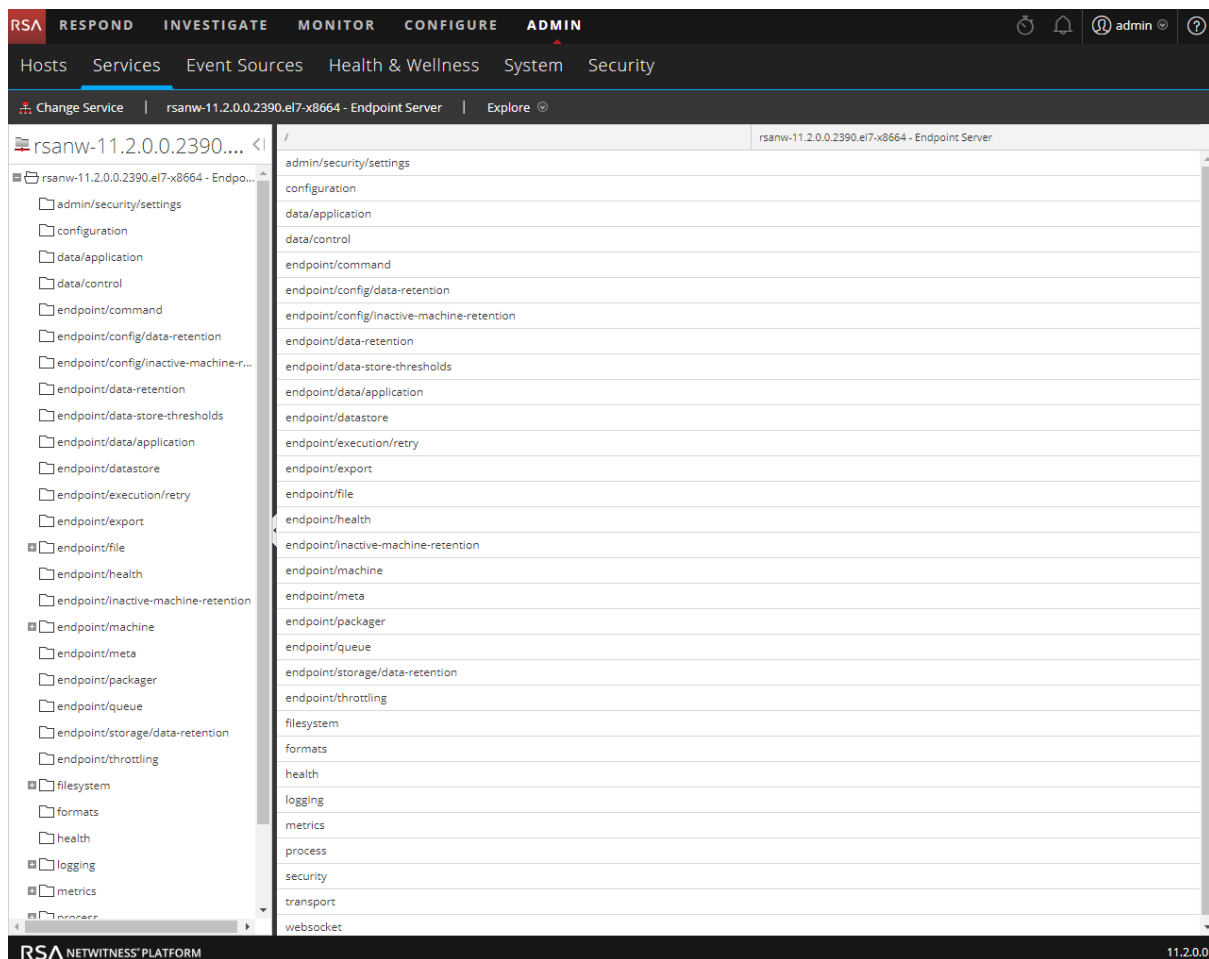 RSA RESPOND INVESTIGATE MONITOR CONFIGURE ADMIN admin ?
Hosts Services Event Sources Health & Wellness System Security
Change Service | rsanw-11.2.0.0.2390.el7-x8664 - Endpoint Server | Explore
rsanw-11.2.0.0.2390....
rsanw-11.2.0.0.2390.el7-x8664 - Endpo...
admin/security/settings
configuration
data/application
data/control
endpoint/command
endpoint/config/data-retention
endpoint/config/inactive-machine-r...
endpoint/data-retention
endpoint/data-store-thresholds
endpoint/data/application
endpoint/datastore
endpoint/execution/retry
endpoint/export
endpoint/file
endpoint/health
endpoint/inactive-machine-retention
endpoint/machine
endpoint/meta
endpoint/packager
endpoint/queue
endpoint/storage/data-retention
endpoint/throttling
filesystem
formats
health
logging
metrics
process
/ rsanw-11.2.0.0.2390.el7-x8664 - Endpoint Server
admin/security/settings
configuration
data/application
data/control
endpoint/command
endpoint/config/data-retention
endpoint/config/inactive-machine-retention
endpoint/data-retention
endpoint/data-store-thresholds
endpoint/data/application
endpoint/datastore
endpoint/execution/retry
endpoint/export
endpoint/file
endpoint/health
endpoint/inactive-machine-retention
endpoint/machine
endpoint/meta
endpoint/packager
endpoint/queue
endpoint/storage/data-retention
endpoint/throttling
filesystem
formats
health
logging
metrics
process
security
transport
websocket
RSA NETWITNESS® PLATFORM 11.2.0.0